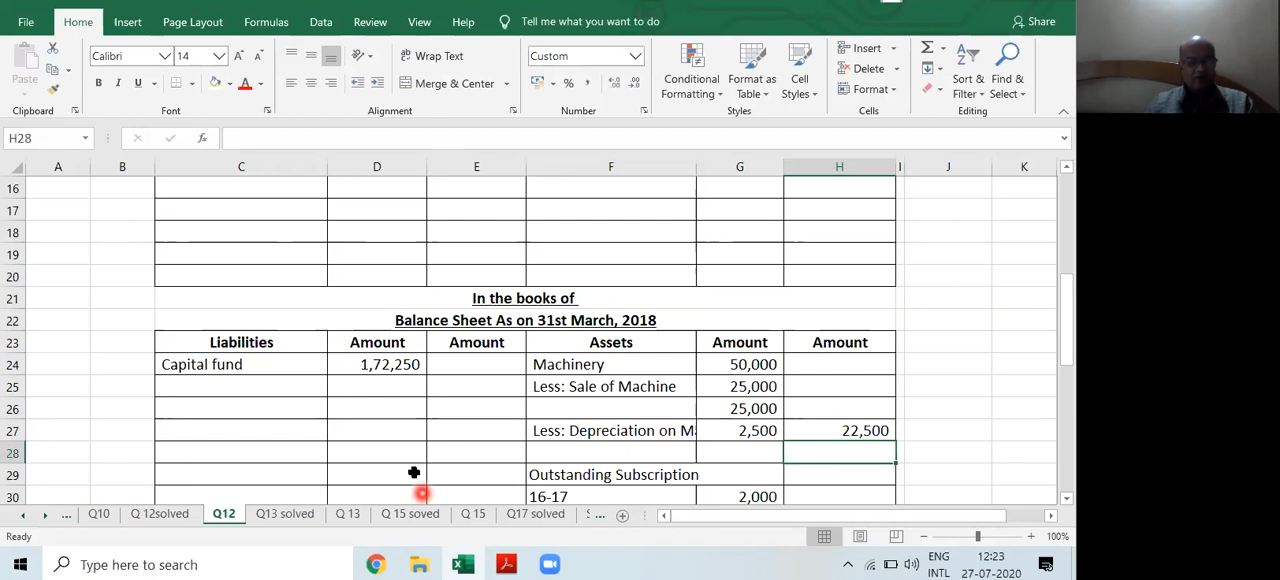 File Home Insert Page Layout Formulas Data Review View Help Tell me what you want to do Share
Calibri 14 Wrap Text Custom Insert
Paste Conditional Format as Cell Delete Sort & Find &
B I U A Merge & Center % Formatting Table Styles Format Filter Select
Clipboard Font Alignment Number Styles Cells Editing
H28 fx
A B C D E F G H I J K
16
17
18
19
20
21 In the books of
22 Balance Sheet As on 31st March, 2018
23 Liabilities Amount Amount Assets Amount Amount
24 Capital fund 1,72,250 Machinery 50,000
25 Less: Sale of Machine 25,000
26 25,000
27 Less: Depreciation on M 2,500 22,500
28
29 Outstanding Subscription
30 16-17 2,000
... Q10 Q 12solved Q12 Q13 solved Q 13 Q 15 soved Q 15 Q17 solved ...
Ready 100%
Type here to search ENG 12:23
INTL 27-07-2020